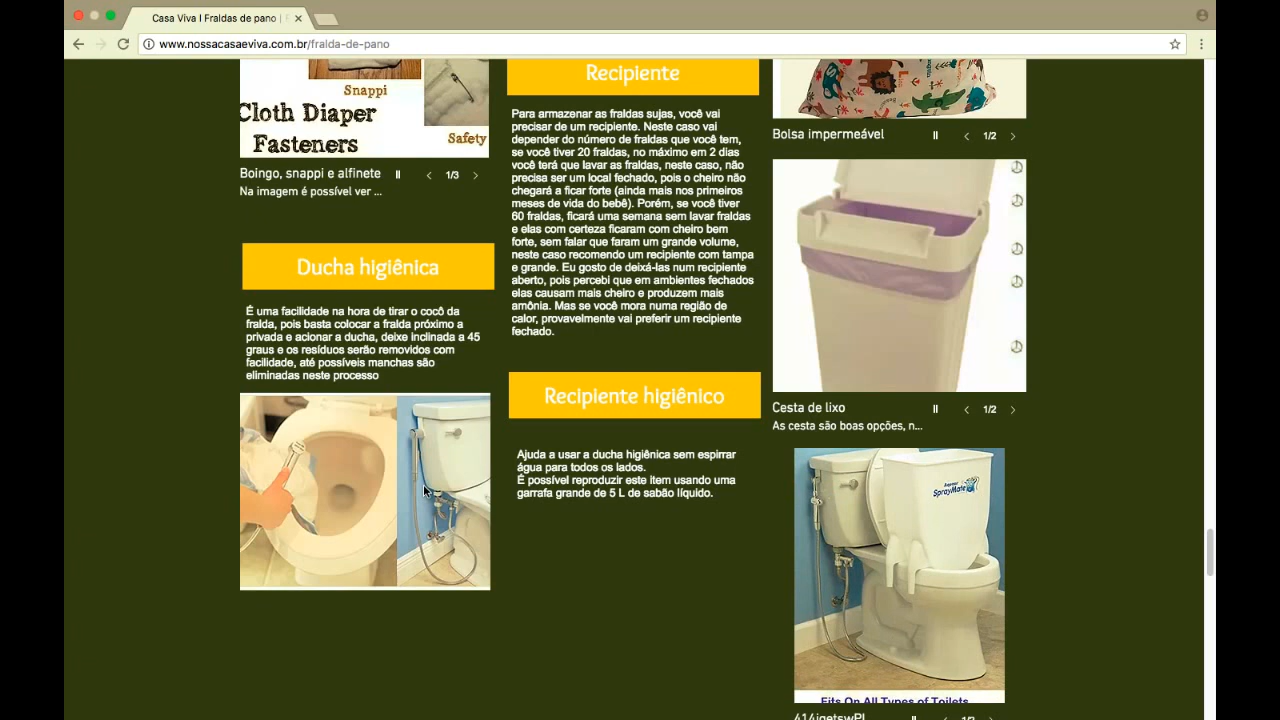 Casa Viva I Fraldas de pano |
www.nossacasaeviva.com.br/fralda-de-pano
Snappi
Cloth Diaper
Fasteners
Safety
Boingo, snappi e alfinete
1/3
Na imagem é possível ver ...
Ducha higiênica
É uma facilidade na hora de tirar o cocô da
fralda, pois basta colocar a fralda próximo a
privada e acionar a ducha, deixe inclinada a 45
graus e os resíduos serão removidos com
facilidade, até possíveis manchas são
eliminadas neste processo
Recipiente
Para armazenar as fraldas sujas, você vai
precisar de um recipiente. Neste caso vai
depender do número de fraldas que você tem,
se você tiver 20 fraldas, no máximo em 2 dias
você terá que lavar as fraldas, neste caso, não
precisa ser um local fechado, pois o cheiro não
chegará a ficar forte (ainda mais nos primeiros
meses de vida do bebê). Porém, se você tiver
60 fraldas, ficará uma semana sem lavar fraldas
e elas com certeza ficaram com cheiro bem
forte, sem falar que faram um grande volume,
neste caso recomendo um recipiente com tampa
e grande. Eu gosto de deixá-las num recipiente
aberto, pois percebi que em ambientes fechados
elas causam mais cheiro e produzem mais
amônia. Mas se você mora numa região de
calor, provavelmente vai preferir um recipiente
fechado.
Recipiente higiênico
Ajuda a usar a ducha higiênica sem espirrar
água para todos os lados.
É possível reproduzir este item usando uma
garrafa grande de 5 L de sabão líquido.
Bolsa impermeável
1/2
Cesta de lixo
1/2
As cesta são boas opções, n...
SprayMate
Fits On All Types of Toilets